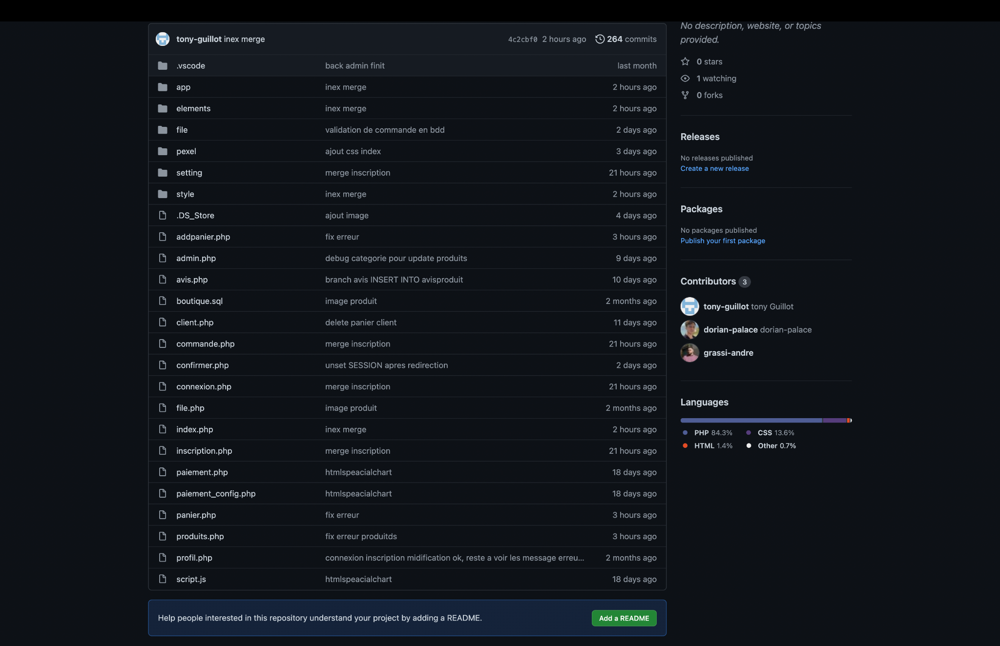 No description, website, or topics
provided.
tony-guillot inex merge 4c2cbf0 2 hours ago 264 commits
.vscode back admin finit last month
app inex merge 2 hours ago
elements inex merge 2 hours ago
file validation de commande en bdd 2 days ago
pexel ajout css index 3 days ago
setting merge inscription 21 hours ago
style inex merge 2 hours ago
.DS_Store ajout image 4 days ago
addpanier.php fix erreur 3 hours ago
admin.php debug categorie pour update produits 9 days ago
avis.php branch avis INSERT INTO avisproduit 10 days ago
boutique.sql image produit 2 months ago
client.php delete panier client 11 days ago
commande.php merge inscription 21 hours ago
confirmer.php unset SESSION apres redirection 2 days ago
connexion.php merge inscription 21 hours ago
file.php image produit 2 months ago
index.php inex merge 2 hours ago
inscription.php merge inscription 21 hours ago
paiement.php htmlspeacialchart 18 days ago
paiement_config.php htmlspeacialchart 18 days ago
panier.php fix erreur 3 hours ago
produits.php fix erreur produitds 3 hours ago
profil.php connexion inscription midification ok, reste a voir les message erreu... 2 months ago
script.js htmlspeacialchart 18 days ago
Help people interested in this repository understand your project by adding a README. Add a README
0 stars
1 watching
0 forks
Releases
No releases published
Create a new release
Packages
No packages published
Publish your first package
Contributors 3
tony-guillot tony Guillot
dorian-palace dorian-palace
grassi-andre
Languages
PHP 84.3% CSS 13.6%
HTML 1.4% Other 0.7%